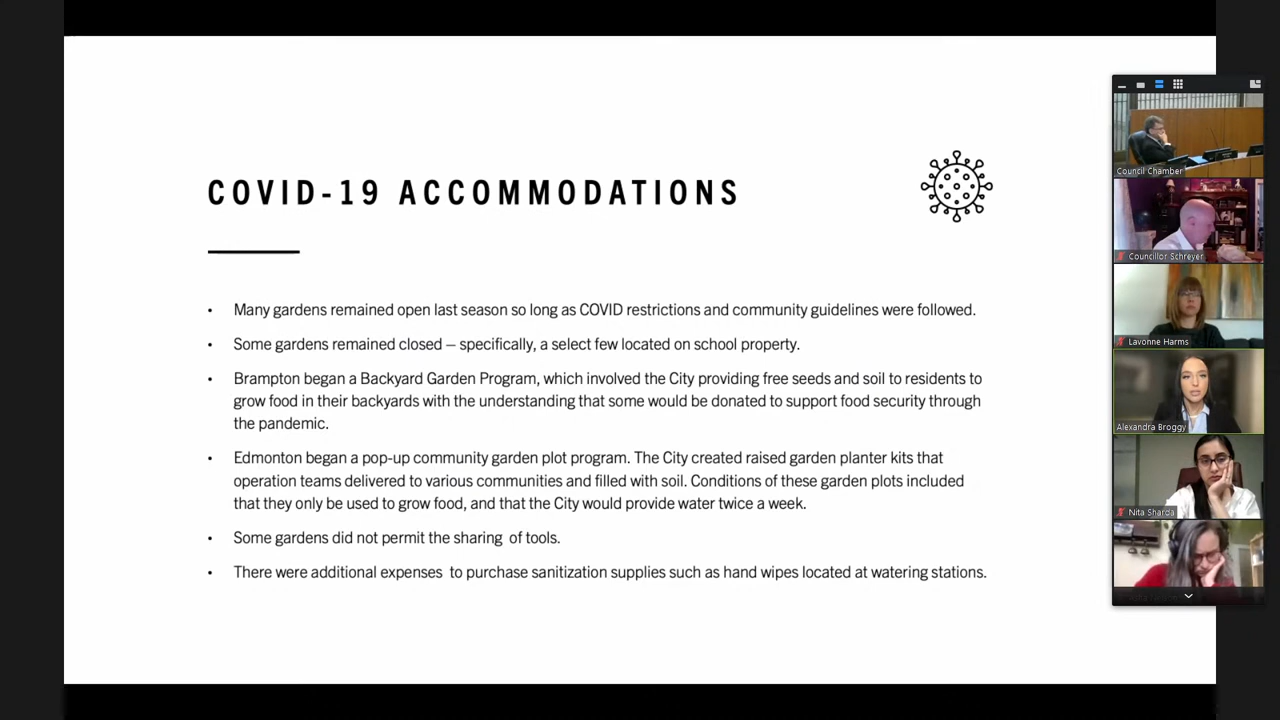 COVID-19 ACCOMMODATIONS
• Many gardens remained open last season so long as COVID restrictions and community guidelines were followed.
• Some gardens remained closed – specifically, a select few located on school property.
• Brampton began a Backyard Garden Program, which involved the City providing free seeds and soil to residents to
grow food in their backyards with the understanding that some would be donated to support food security through
the pandemic.
• Edmonton began a pop-up community garden plot program. The City created raised garden planter kits that
operation teams delivered to various communities and filled with soil. Conditions of these garden plots included
that they only be used to grow food, and that the City would provide water twice a week.
• Some gardens did not permit the sharing of tools.
• There were additional expenses to purchase sanitization supplies such as hand wipes located at watering stations.
Council Chamber
Councillor Schreyer
Lavonne Harms
Alexandra Broggy
Nita Sharda